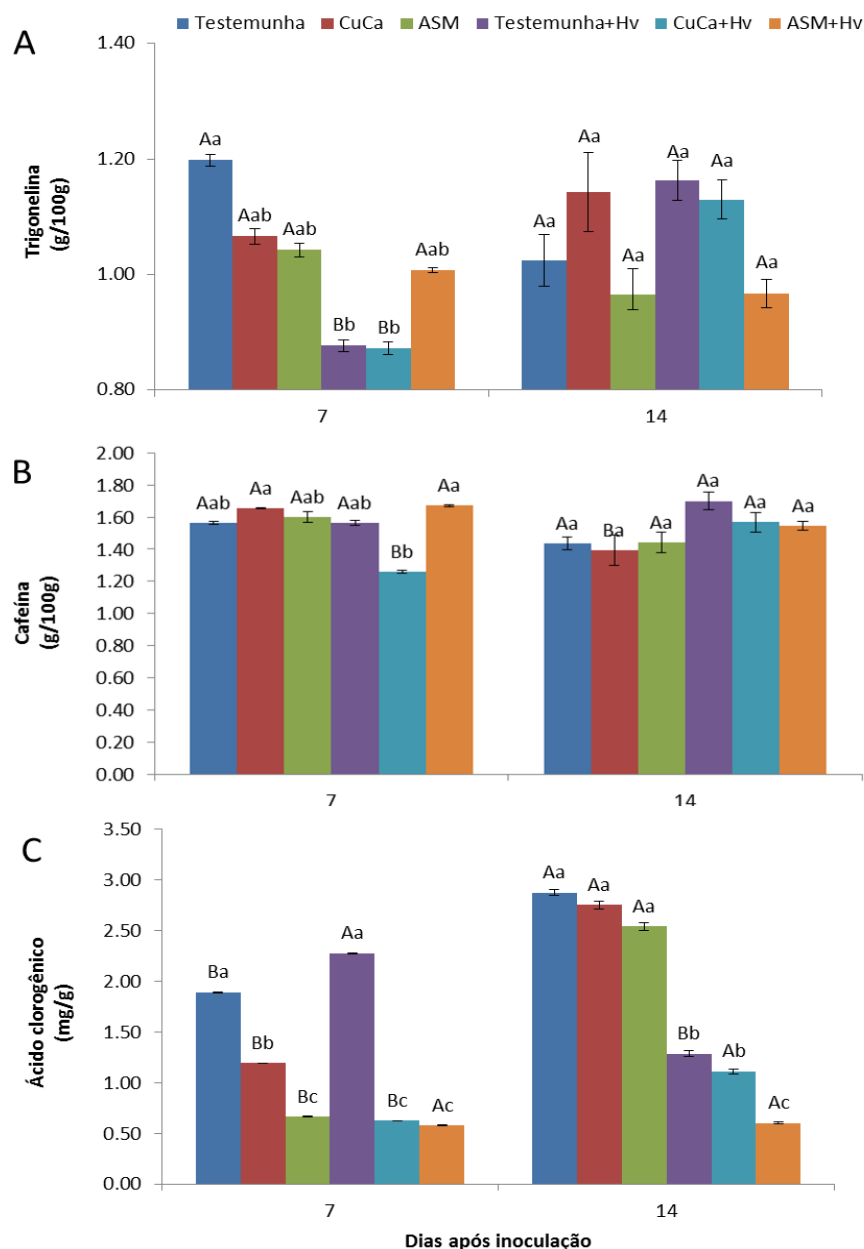 Testemunha CuCa ASM Testemunha+Hv CuCa+Hv ASM+Hv
A
1.40
1.20
1.00
0.80
Trigonelina
(g/100g)
Aa Aab Aab Bb Bb Aab
Aa Aa Aa Aa Aa Aa
7 14
B
2.00
1.80
1.60
1.40
1.20
1.00
0.80
0.60
0.40
0.20
0.00
Cafeína
(g/100g)
Aab Aa Aab Aab Bb Aa
Aa Ba Aa Aa Aa Aa
7 14
C
3.50
3.00
2.50
2.00
1.50
1.00
0.50
0.00
Ácido clorogênico
(mg/g)
Ba Bb Bc Aa Bc Ac
Aa Aa Aa Bb Ab Ac
7 14
Dias após inoculação